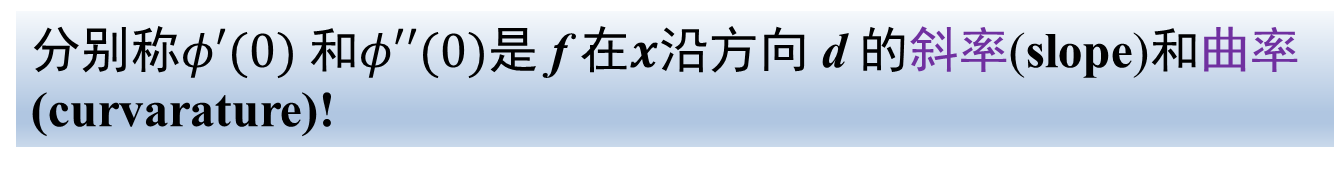 分别称ϕ′(0) 和ϕ′′(0)是 f 在x沿方向 d 的斜率(slope)和曲率
(curvarature)!